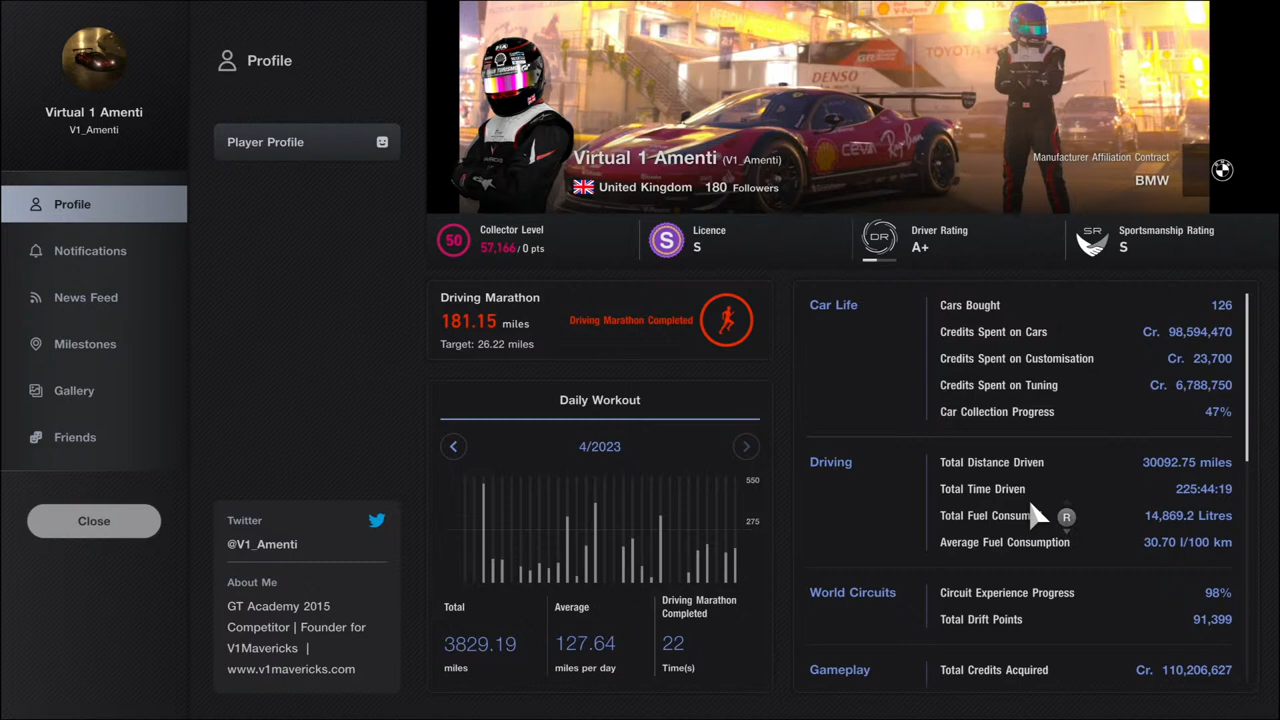 Virtual 1 Amenti
V1_Amenti
Profile
Notifications
News Feed
Milestones
Gallery
Friends
Close
Profile
Player Profile
Twitter
@V1_Amenti
About Me
GT Academy 2015
Competitor | Founder for
V1Mavericks |
www.v1mavericks.com
TOYOTA
DENSO
CEVA
Ray-Ban
FIA
Virtual 1 Amenti (V1_Amenti)
United Kingdom 180 Followers
Manufacturer Affiliation Contract
BMW
50
Collector Level
57,166/ 0 pts
S
Licence
S
DR
Driver Rating
A+
SR
Sportsmanship Rating
S
Driving Marathon
181.15 miles
Target: 26.22 miles
Driving Marathon Completed
Daily Workout
4/2023
550
275
Total
3829.19
miles
Average
127.64
miles per day
Driving Marathon
Completed
22
Time(s)
Car Life
Cars Bought 126
Credits Spent on Cars Cr. 98,594,470
Credits Spent on Customisation Cr. 23,700
Credits Spent on Tuning Cr. 6,788,750
Car Collection Progress 47%
Driving
Total Distance Driven 30092.75 miles
Total Time Driven 225:44:19
Total Fuel Consum R 14,869.2 Litres
Average Fuel Consumption 30.70 l/100 km
World Circuits
Circuit Experience Progress 98%
Total Drift Points 91,399
Gameplay
Total Credits Acquired Cr. 110,206,627